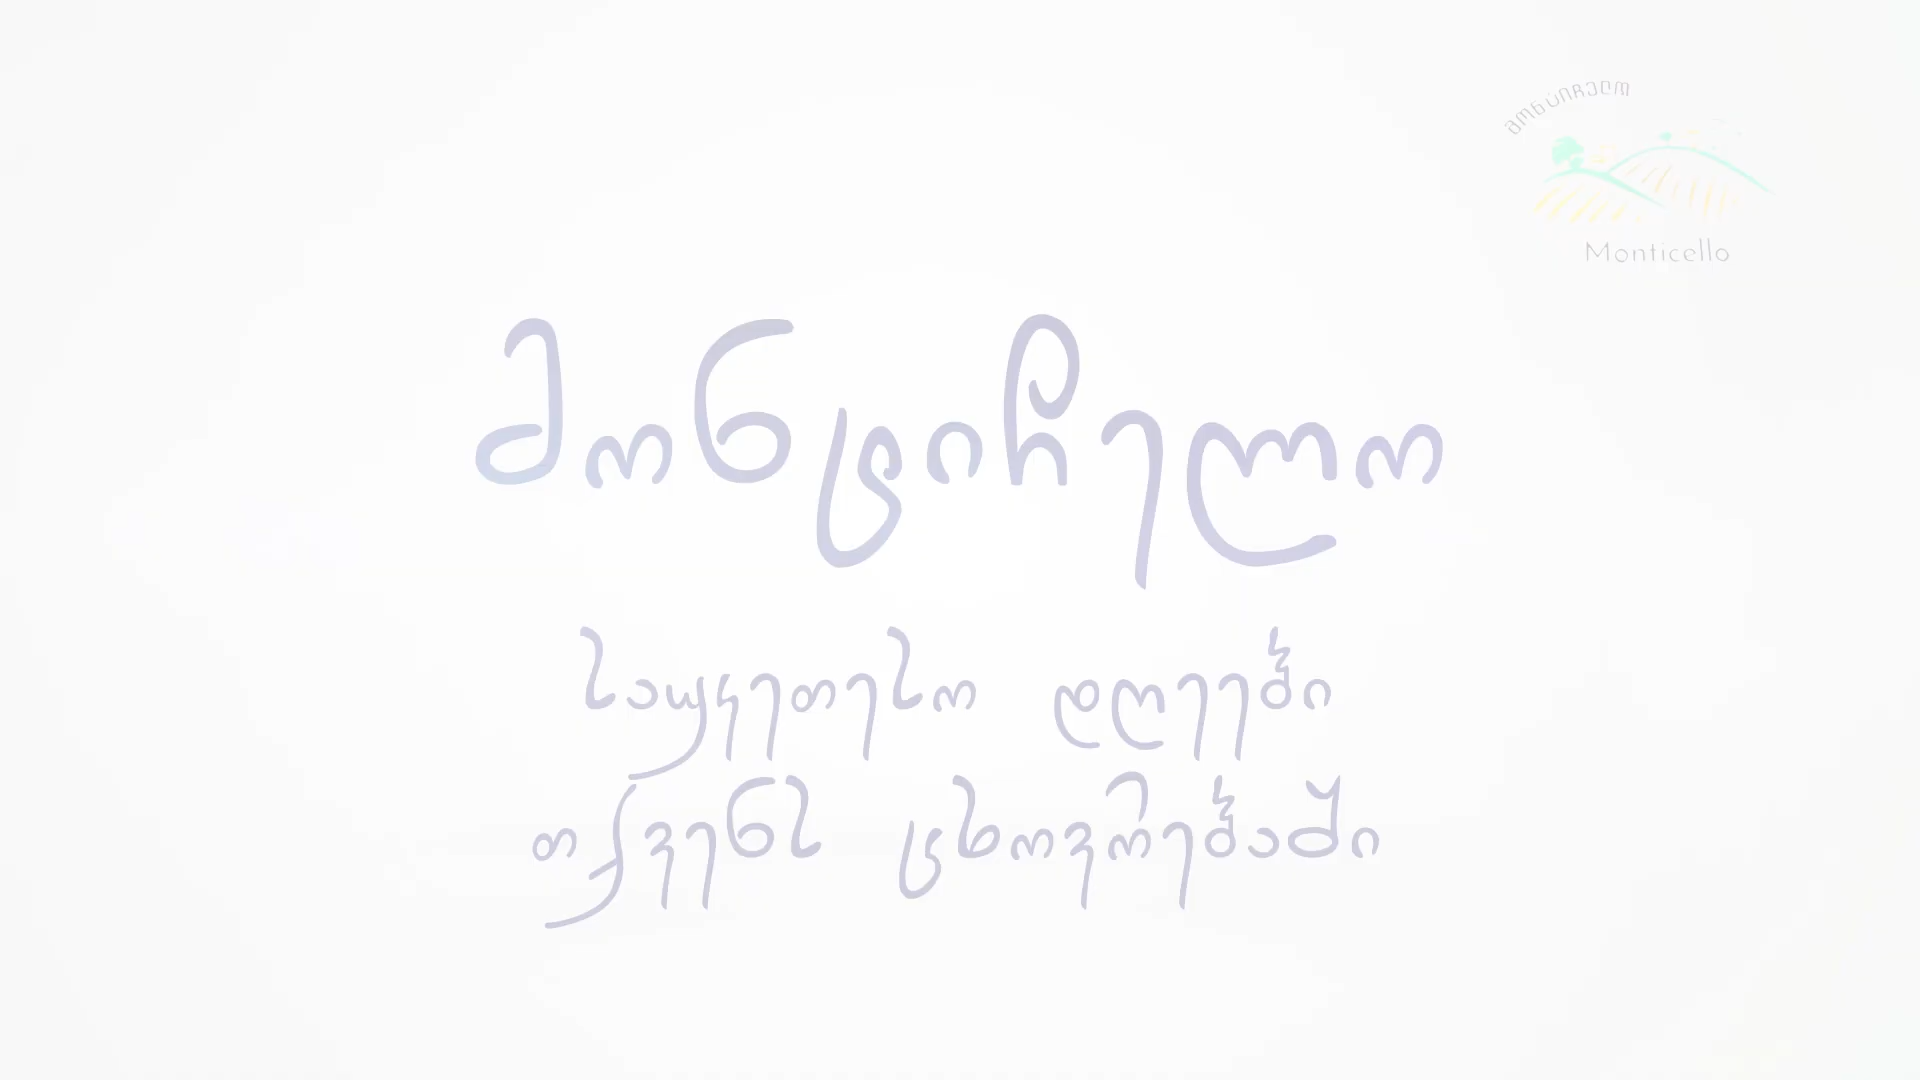 მონტიჩელო
Monticello
მონტიჩელო
საუკეთესო დღეები
თქვენს ცხოვრებაში